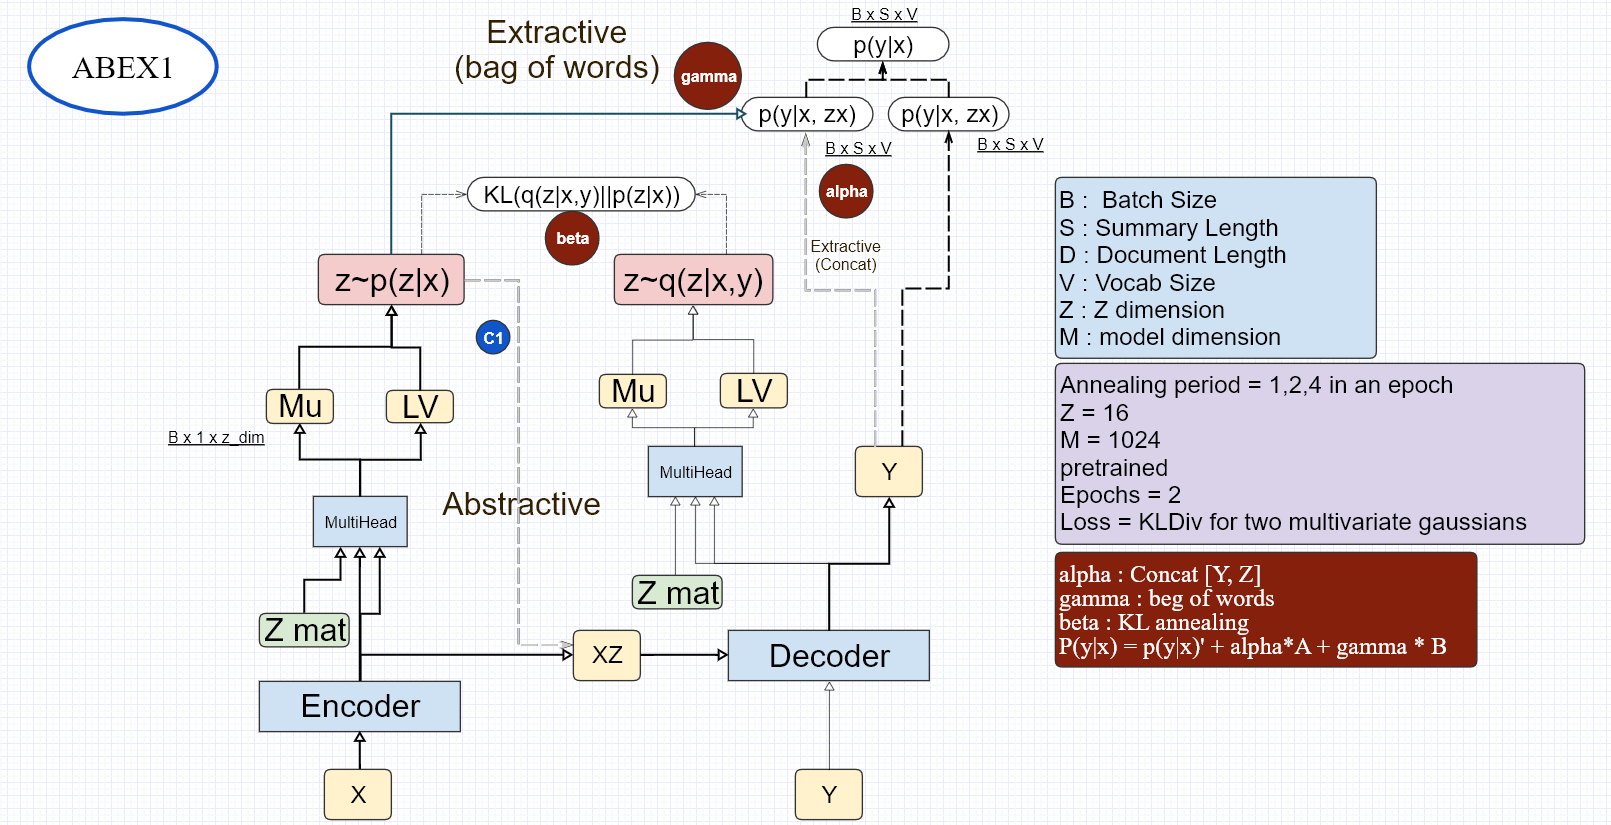 ABEX1
Extractive
(bag of words)
gamma
B x S x V
p(y|x)
p(y|x, zx)
p(y|x, zx)
B x S x V
B x S x V
alpha
KL(q(z|x,y)||p(z|x))
beta
Extractive
(Concat)
z~p(z|x)
z~q(z|x,y)
C1
Mu
LV
Mu
LV
B x 1 x z_dim
MultiHead
MultiHead
Y
Abstractive
Z mat
Z mat
XZ
Decoder
Encoder
X
Y
B :  Batch Size
S : Summary Length
D : Document Length
V : Vocab Size
Z : Z dimension
M : model dimension
Annealing period = 1,2,4 in an epoch
Z = 16
M = 1024
pretrained
Epochs = 2
Loss = KLDiv for two multivariate gaussians
alpha : Concat [Y, Z]
gamma : beg of words
beta : KL annealing
P(y|x) = p(y|x)' + alpha*A + gamma * B